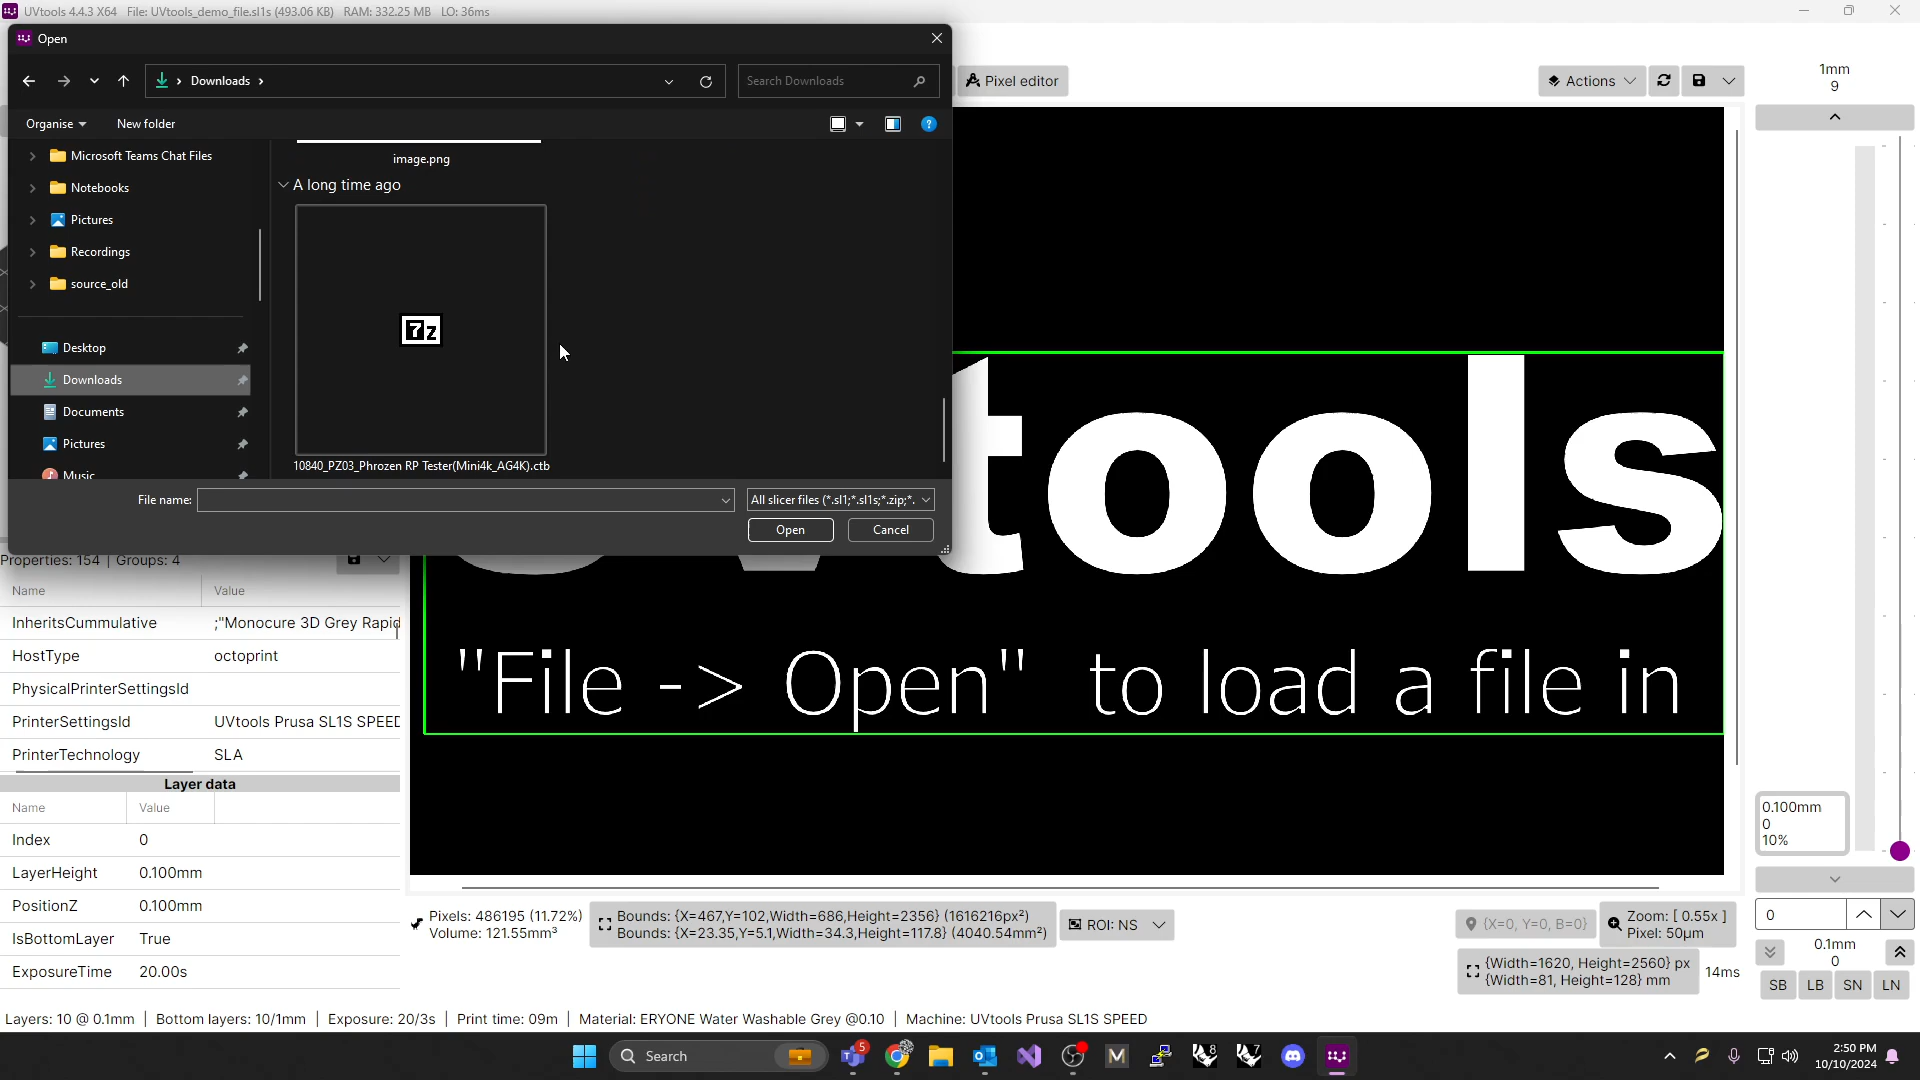 UVtools 4.4.3 X64   File: UVtools_demo_file.sl1s (493.06 KB)   RAM: 332.25 MB   LO: 36ms
Open
Downloads
Search Downloads
Pixel editor
Actions
1mm
9
Organise
New folder
Microsoft Teams Chat Files
Notebooks
Pictures
Recordings
source_old
Desktop
Downloads
Documents
Pictures
Music
image.png
A long time ago
7z
10840_PZ03_Phrozen RP Tester(Mini4k_AG4K).ctb
File name:
All slicer files (*.sl1;*.sl1s;*.zip;*.
Open
Cancel
tools
"File -> Open" to load a file in
Properties: 154 | Groups: 4
Name Value
InheritsCummulative ;"Monocure 3D Grey Rapid
HostType octoprint
PhysicalPrinterSettingsId
PrinterSettingsId UVtools Prusa SL1S SPEED
PrinterTechnology SLA
Layer data
Name Value
Index 0
LayerHeight 0.100mm
PositionZ 0.100mm
IsBottomLayer True
ExposureTime 20.00s
0.100mm
0
10%
0
0.1mm
0
SB LB SN LN
Pixels: 486195 (11.72%)
Volume: 121.55mm³
Bounds: {X=467,Y=102,Width=686,Height=2356} (1616216px²)
Bounds: {X=23.35,Y=5.1,Width=34.3,Height=117.8} (4040.54mm²)
ROI: NS
{X=0, Y=0, B=0}
Zoom: [ 0.55x ]
Pixel: 50µm
{Width=1620, Height=2560} px
{Width=81, Height=128} mm
14ms
Layers: 10 @ 0.1mm | Bottom layers: 10/1mm | Exposure: 20/3s | Print time: 09m | Material: ERYONE Water Washable Grey @0.10 | Machine: UVtools Prusa SL1S SPEED
Search
5
M
8
7
2:50 PM
10/10/2024